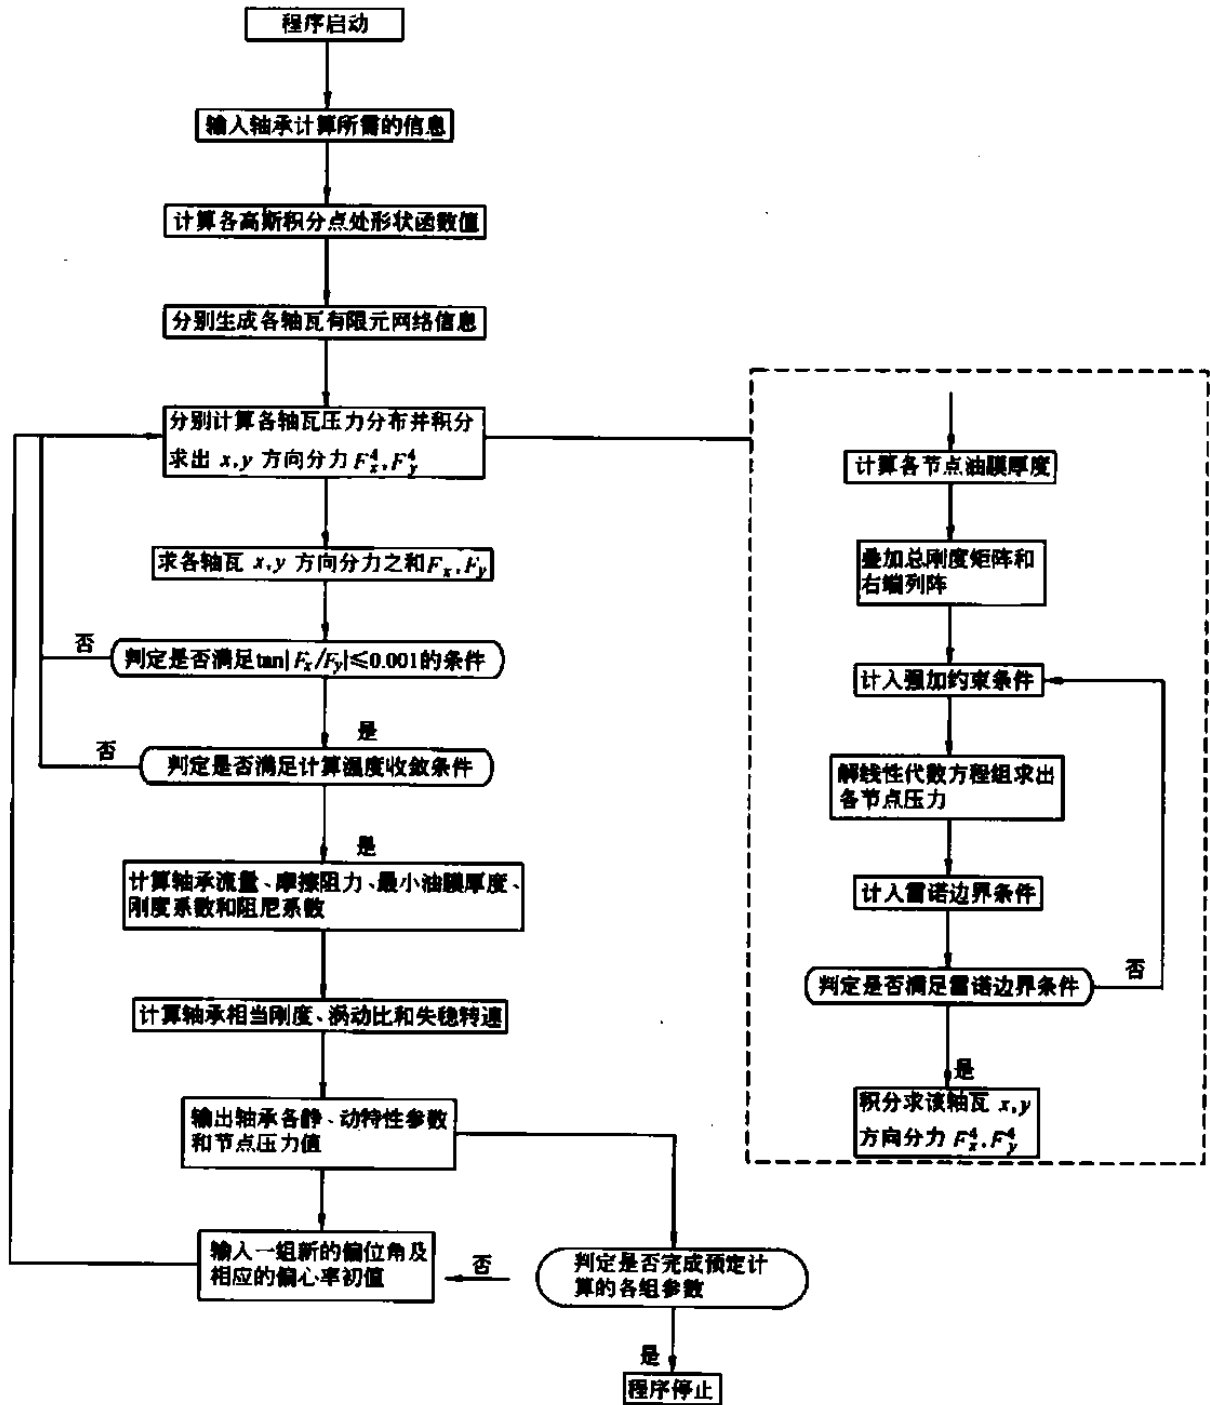 程序启动
输入轴承计算所需的信息
计算各高斯积分点处形状函数值
分别生成各轴瓦有限元网络信息
分别计算各轴瓦压力分布并积分
求出 x,y 方向分力 F_x^4,F_y^4
求各轴瓦 x,y 方向分力之和F_x,F_y
否
判定是否满足tan|F_x/F_y|≤0.001的条件
是
否
判定是否满足计算温度收敛条件
是
计算轴承流量、摩擦阻力、最小油膜厚度、
刚度系数和阻尼系数
计算轴承相当刚度、涡动比和失稳转速
输出轴承各静、动特性参数
和节点压力值
输入一组新的偏位角及
相应的偏心率初值
否
判定是否完成预定计
算的各组参数
是
程序停止
计算各节点油膜厚度
叠加总刚度矩阵和
右端列阵
计入强加约束条件
解线性代数方程组求出
各节点压力
计入雷诺边界条件
判定是否满足雷诺边界条件
否
是
积分求该轴瓦 x,y
方向分力 F_x^4,F_y^4